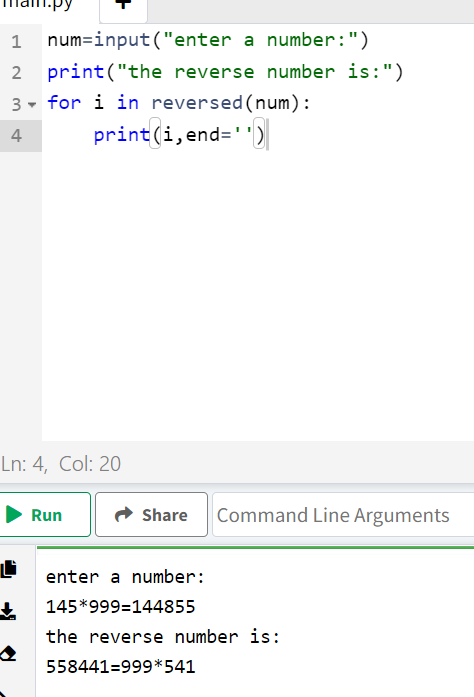 main.py +
1 num=input("enter a number:")
2 print("the reverse number is:")
3 for i in reversed(num):
4 print(i,end='')
Ln: 4, Col: 20
Run Share Command Line Arguments
enter a number:
145*999=144855
the reverse number is:
558441=999*541